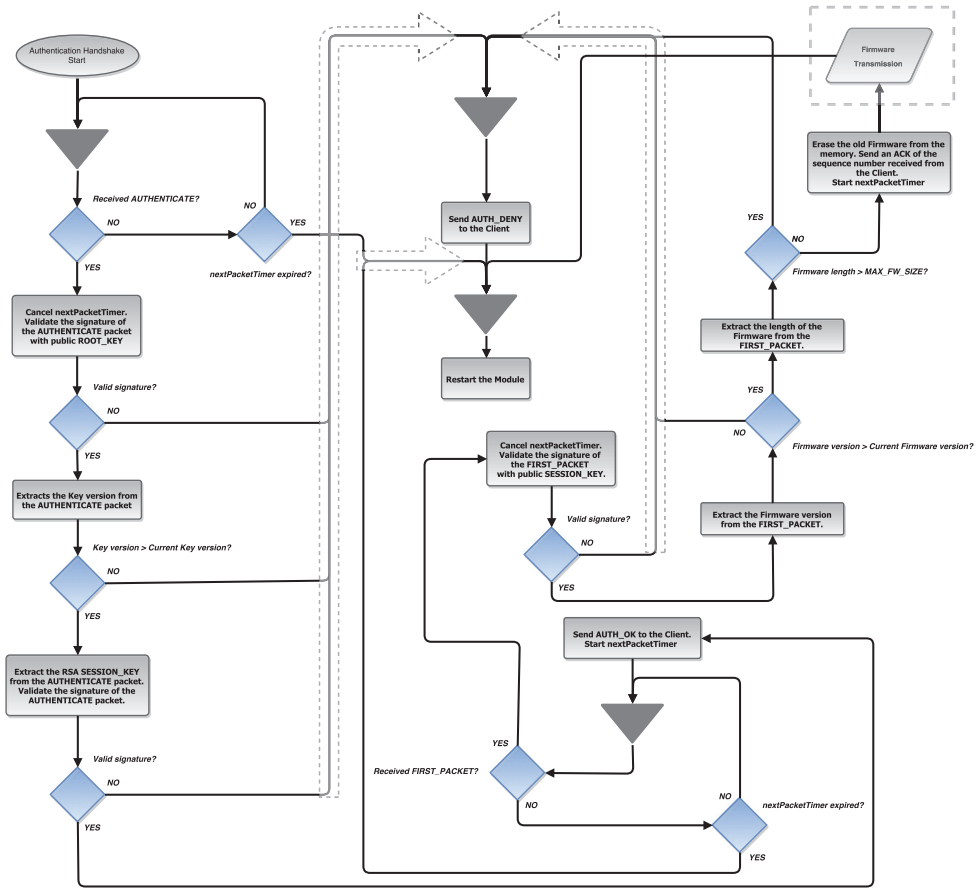 Authentication Handshake
Start
Received AUTHENTICATE?
NO
YES
NO
YES
nextPacketTimer expired?
Cancel nextPacketTimer.
Validate the signature of
the AUTHENTICATE packet
with public ROOT_KEY
Valid signature?
NO
YES
Extracts the Key version from
the AUTHENTICATE packet
Key version > Current Key version?
NO
YES
Extract the RSA SESSION_KEY
from the AUTHENTICATE packet.
Validate the signature of the
AUTHENTICATE packet.
Valid signature?
NO
YES
Send AUTH_DENY
to the Client
Restart the Module
Cancel nextPacketTimer.
Validate the signature of
the FIRST_PACKET
with public SESSION_KEY.
Valid signature?
NO
YES
Send AUTH_OK to the Client.
Start nextPacketTimer
YES
Received FIRST_PACKET?
NO
NO
nextPacketTimer expired?
YES
Firmware
Transmission
Erase the old Firmware from the
memory. Send an ACK of the
sequence number received from
the Client.
Start nextPacketTimer
YES
NO
Firmware length > MAX_FW_SIZE?
Extract the length of the
Firmware from the
FIRST_PACKET.
YES
NO
Firmware version > Current Firmware version?
Extract the Firmware version
from the FIRST_PACKET.